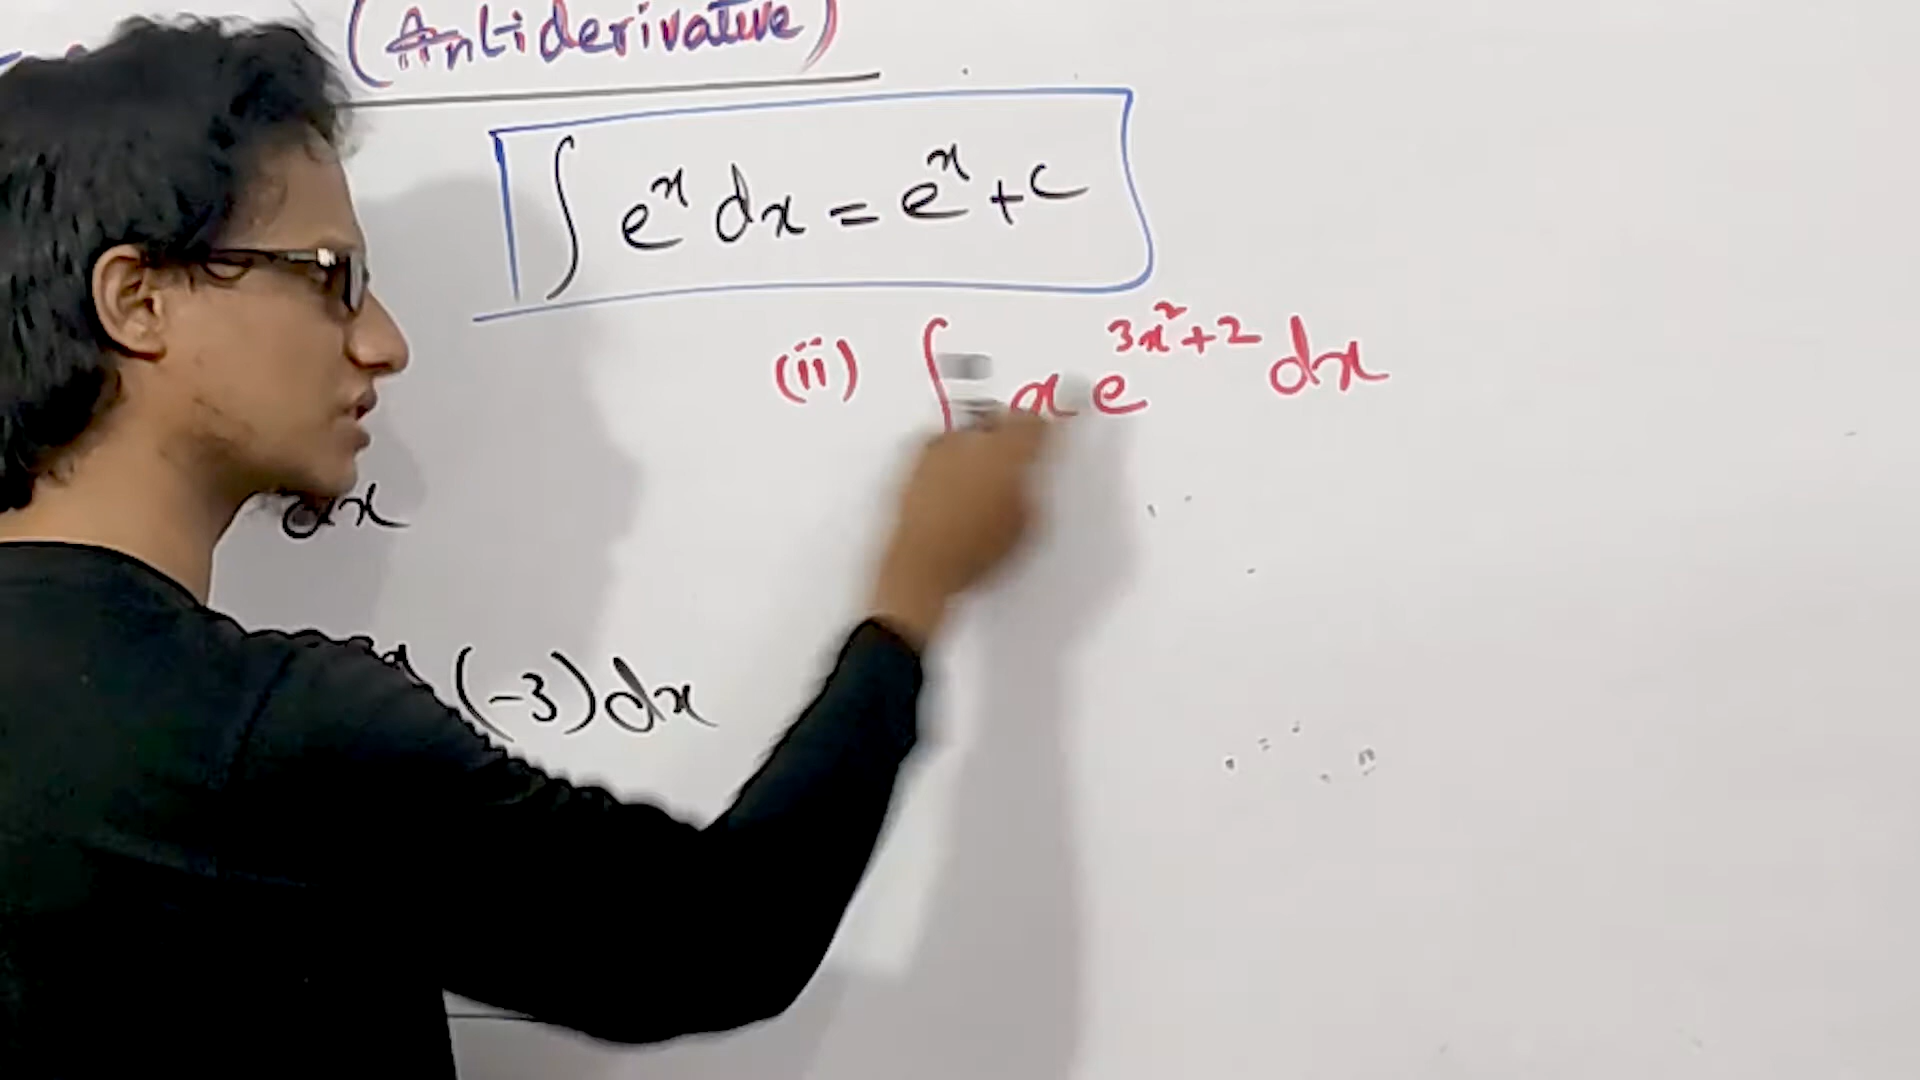 (Antiderivative)
∫ eˣ dx = eˣ + c
(ii) ∫ x e^{3x²+2} dx
dx
(-3) dx